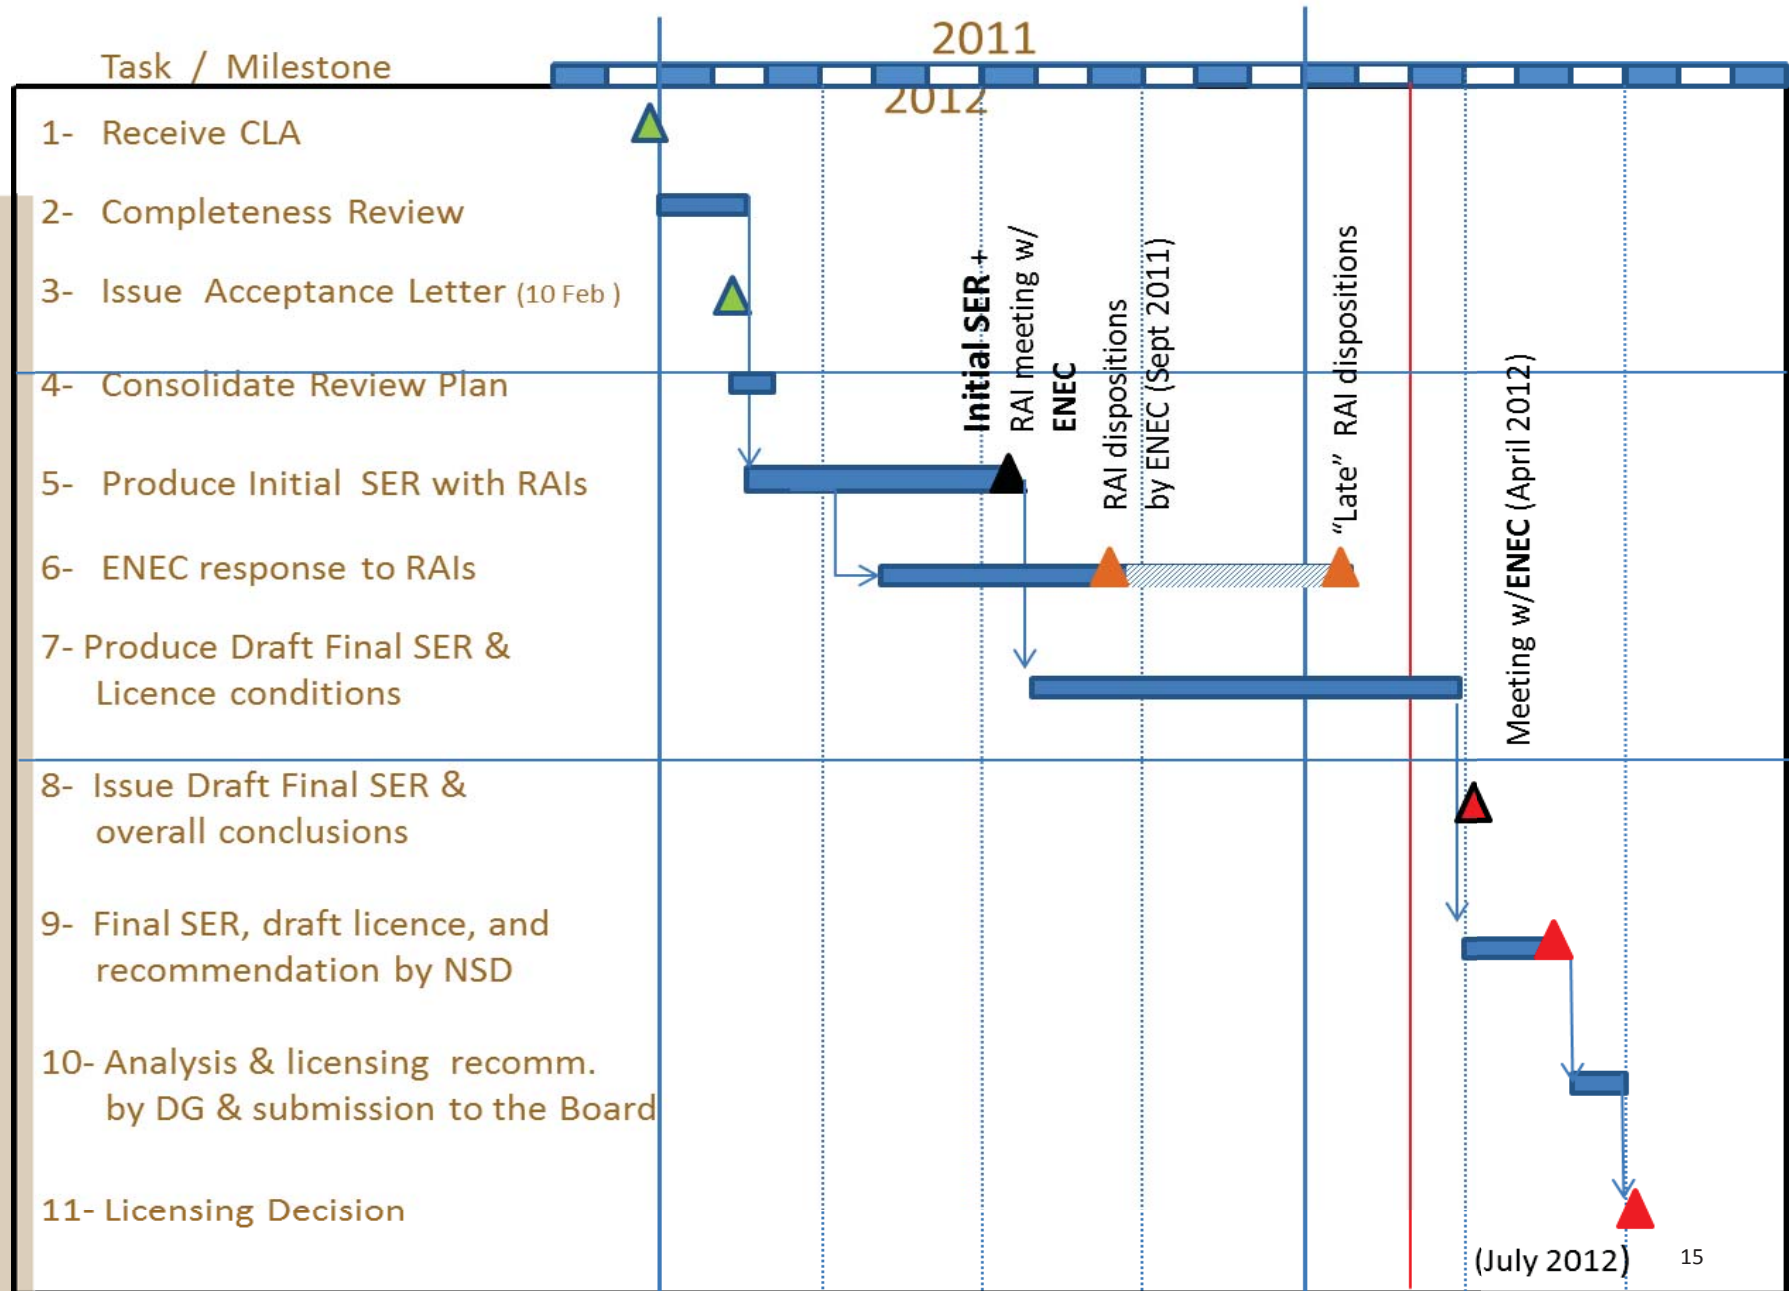 2011
Task / Milestone
2012
1- Receive CLA
2- Completeness Review
3- Issue Acceptance Letter (10 Feb )
4- Consolidate Review Plan
5- Produce Initial SER with RAIs
6- ENEC response to RAIs
7- Produce Draft Final SER &
Licence conditions
8- Issue Draft Final SER &
overall conclusions
9- Final SER, draft licence, and
recommendation by NSD
10- Analysis & licensing recomm.
by DG & submission to the Board
11- Licensing Decision
Initial SER +
RAI meeting w/
ENEC
RAI dispositions
by ENEC (Sept 2011)
“Late” RAI dispositions
Meeting w/ENEC (April 2012)
(July 2012)
15